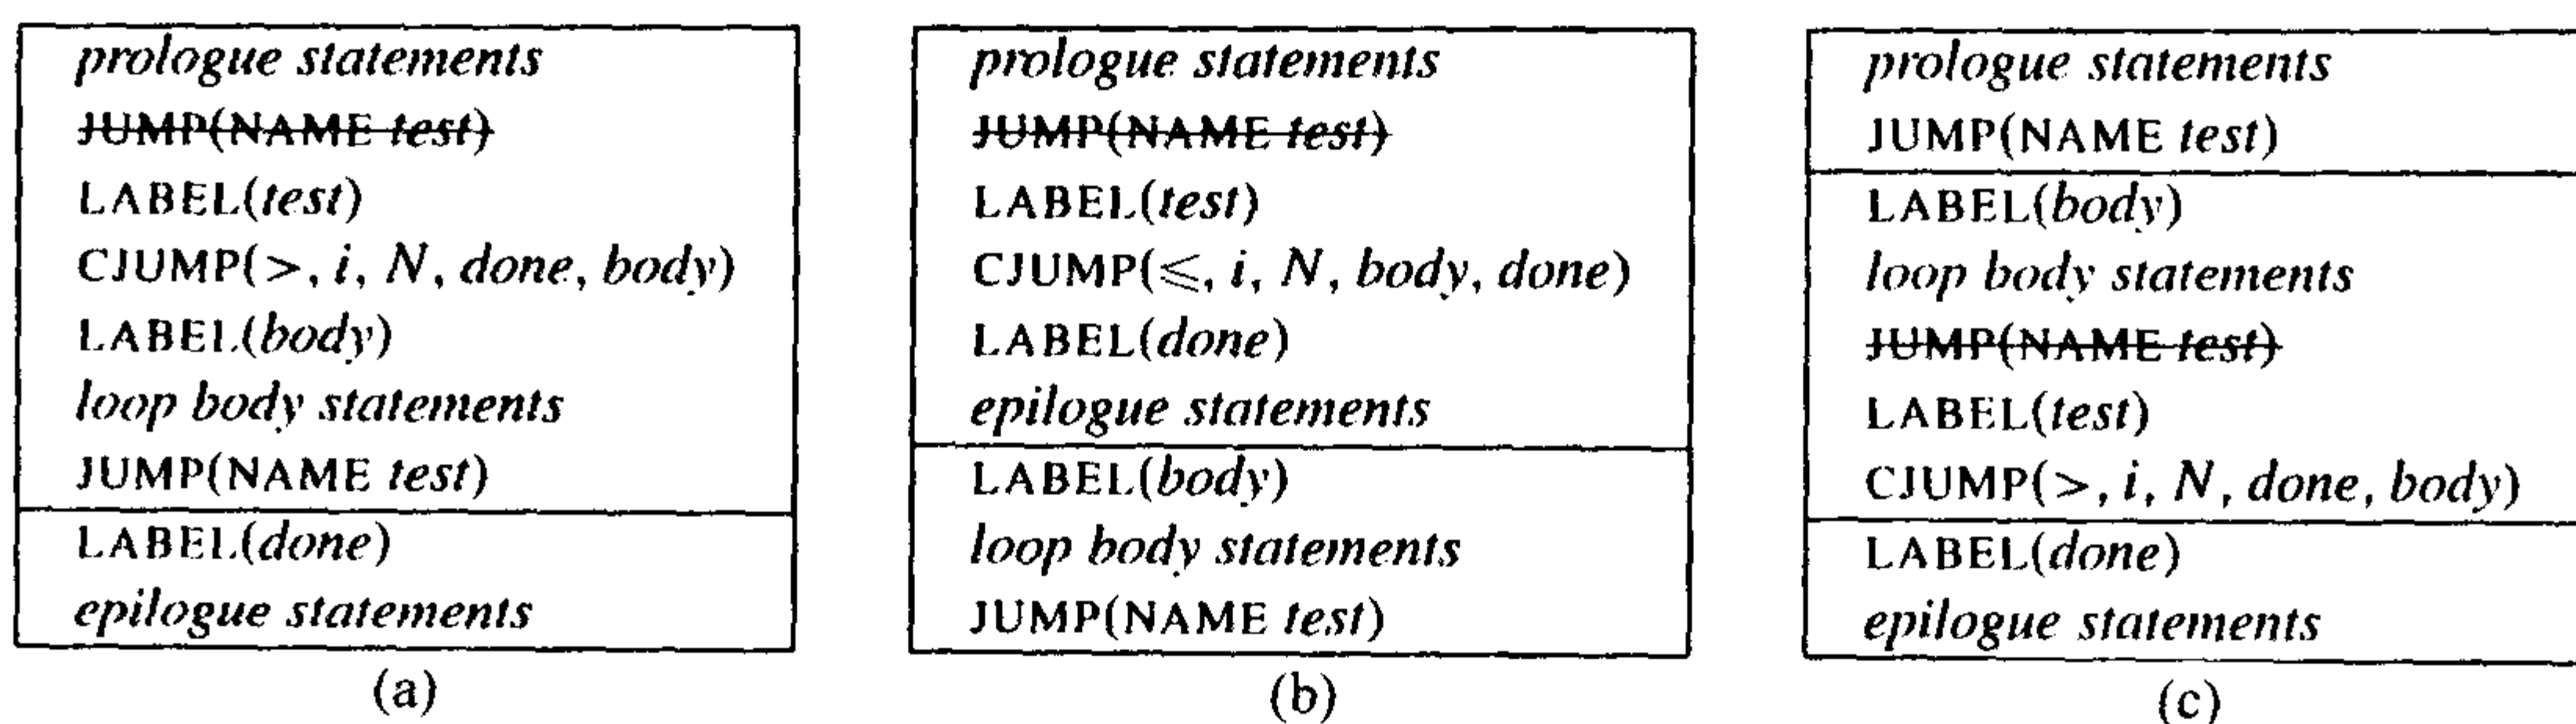 prologue statements
JUMP(NAME test)
LABEL(test)
CJUMP(>, i, N, done, body)
LABEL(body)
loop body statements
JUMP(NAME test)
LABEL(done)
epilogue statements
(a)
prologue statements
JUMP(NAME test)
LABEL(test)
CJUMP(⩽, i, N, body, done)
LABEL(done)
epilogue statements
LABEL(body)
loop body statements
JUMP(NAME test)
(b)
prologue statements
JUMP(NAME test)
LABEL(body)
loop body statements
JUMP(NAME test)
LABEL(test)
CJUMP(>, i, N, done, body)
LABEL(done)
epilogue statements
(c)